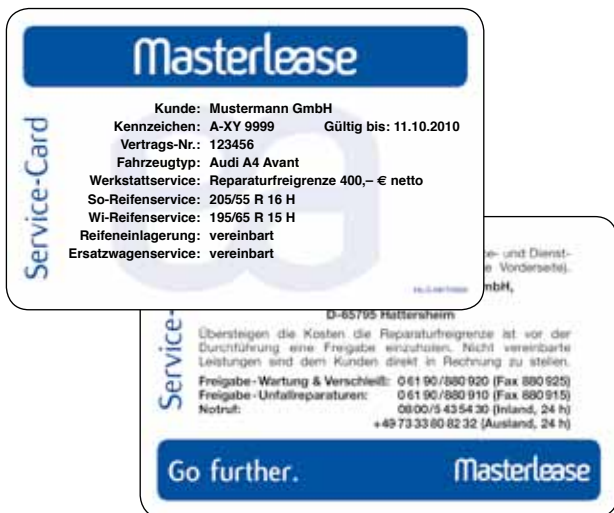 Masterlease
Service-Card
Kunde: Mustermann GmbH
Kennzeichen: A-XY 9999 Gültig bis: 11.10.2010
Vertrags-Nr.: 123456
Fahrzeugtyp: Audi A4 Avant
Werkstattservice: Reparaturfreigrenze 400,– € netto
So-Reifenservice: 205/55 R 16 H
Wi-Reifenservice: 195/65 R 15 H
Reifeneinlagerung: vereinbart
Ersatzwagenservice: vereinbart
und Dienst-
Vorderseite).
mbH,
D-65795 Hattersheim
Service-
Übersteigen die Kosten die Reparaturfreigrenze ist vor der
Durchführung eine Freigabe einzuholen. Nicht vereinbarte
Leistungen sind dem Kunden direkt in Rechnung zu stellen.
Freigabe-Wartung & Verschleiß: 0 61 90/880 920 (Fax 880 925)
Freigabe-Unfallreparaturen: 0 61 90/880 910 (Fax 880 915)
Notruf: 08 00/5 43 54 30 (Inland, 24 h)
+49 73 33 80 82 32 (Ausland, 24 h)
Go further. Masterlease